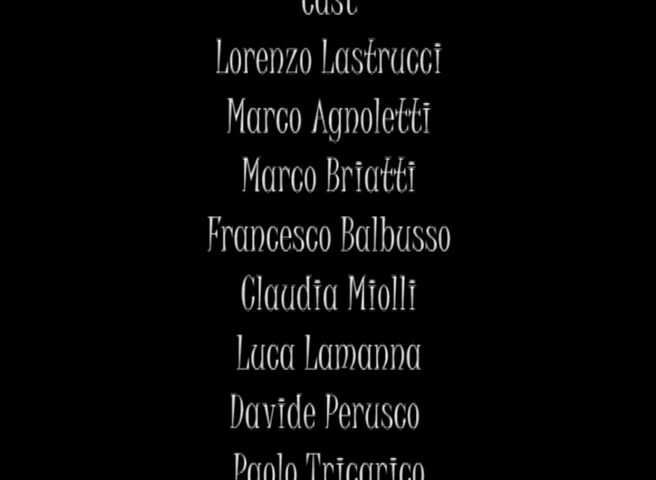 cast
Lorenzo Lastrucci
Marco Agnoletti
Marco Briatti
Francesco Balbusso
Claudia Miolli
Luca Lamanna
Davide Perusco
Paolo Tricarico